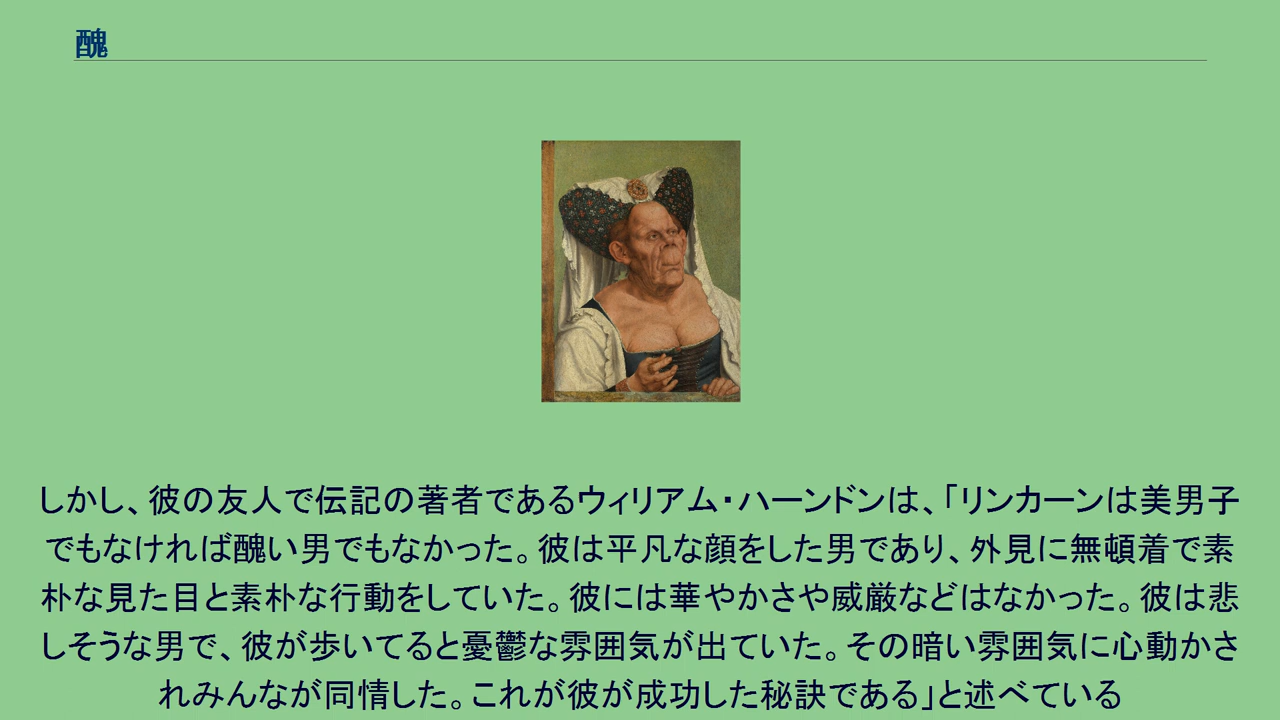 醜
しかし、彼の友人で伝記の著者であるウィリアム・ハーンドンは、「リンカーンは美男子
でもなければ醜い男でもなかった。彼は平凡な顔をした男であり、外見に無頓着で素
朴な見た目と素朴な行動をしていた。彼には華やかさや威厳などはなかった。彼は悲
しそうな男で、彼が歩いてると憂鬱な雰囲気が出ていた。その暗い雰囲気に心動かさ
れみんなが同情した。これが彼が成功した秘訣である」と述べている